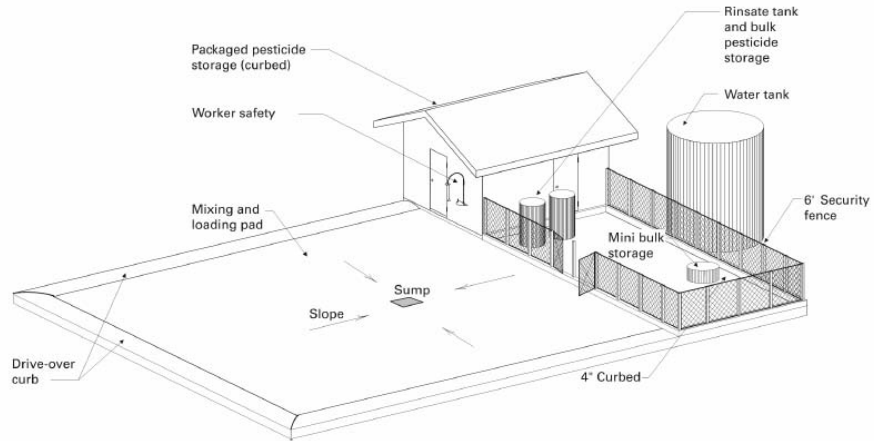 Rinsate tank
and bulk
pesticide
storage
Packaged pesticide
storage (curbed)
Water tank
Worker safety
Mixing and
loading pad
6' Security
fence
Mini bulk
storage
Sump
Slope
Drive-over
curb
4" Curbed